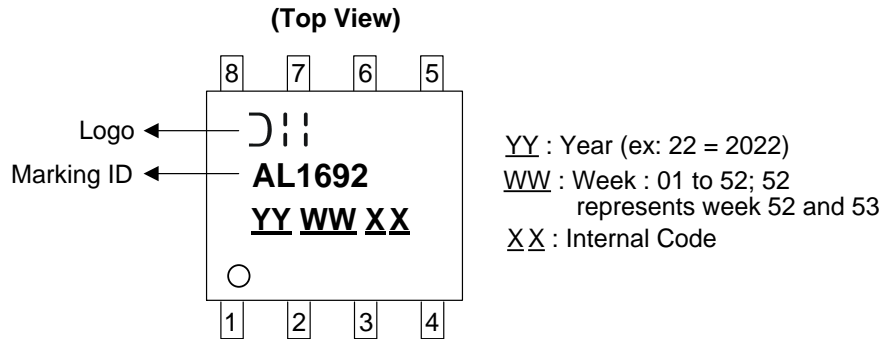 (Top View)
8 7 6 5
Logo
Marking ID
AL1692
YY WW X X
1 2 3 4
YY : Year (ex: 22 = 2022)
WW : Week : 01 to 52; 52
represents week 52 and 53
X X : Internal Code